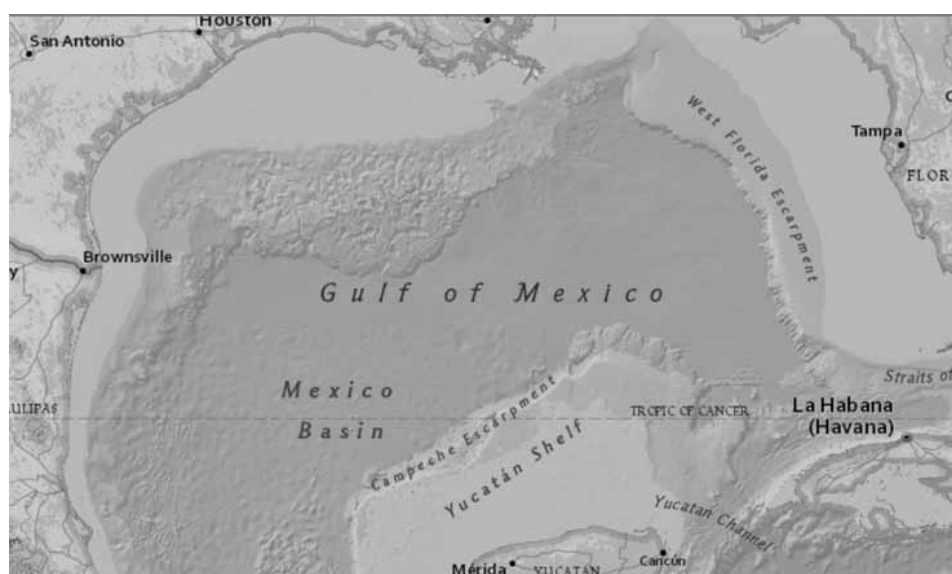 Houston
San Antonio
West Florida Escarpment
Tampa
FLOR
Brownsville
y
Gulf of Mexico
Straits of
Mexico
Basin
ULIPAS
Campeche Escarpment
TROPIC OF CANCER
La Habana
(Havana)
Yucatán Shelf
Yucatan Channel
Cancún
Mérida
YUCATÁN